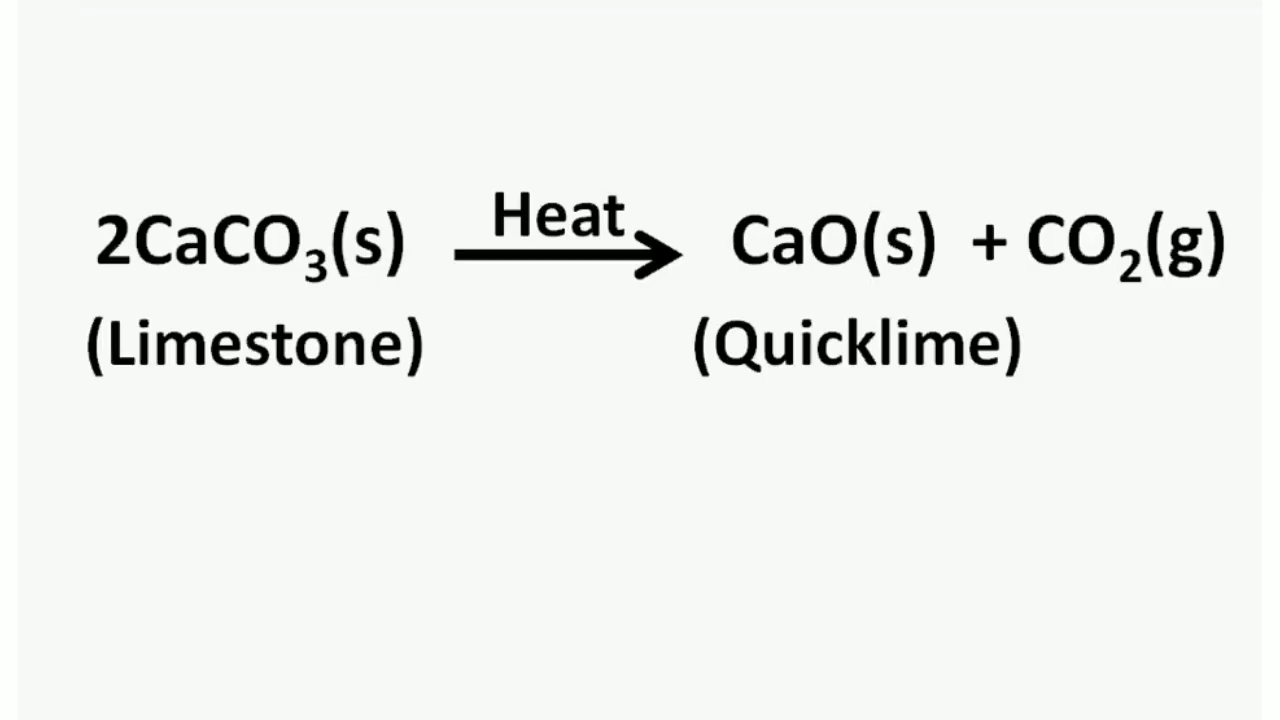 Heat
2CaCO₃(s) → CaO(s) + CO₂(g)
(Limestone) (Quicklime)